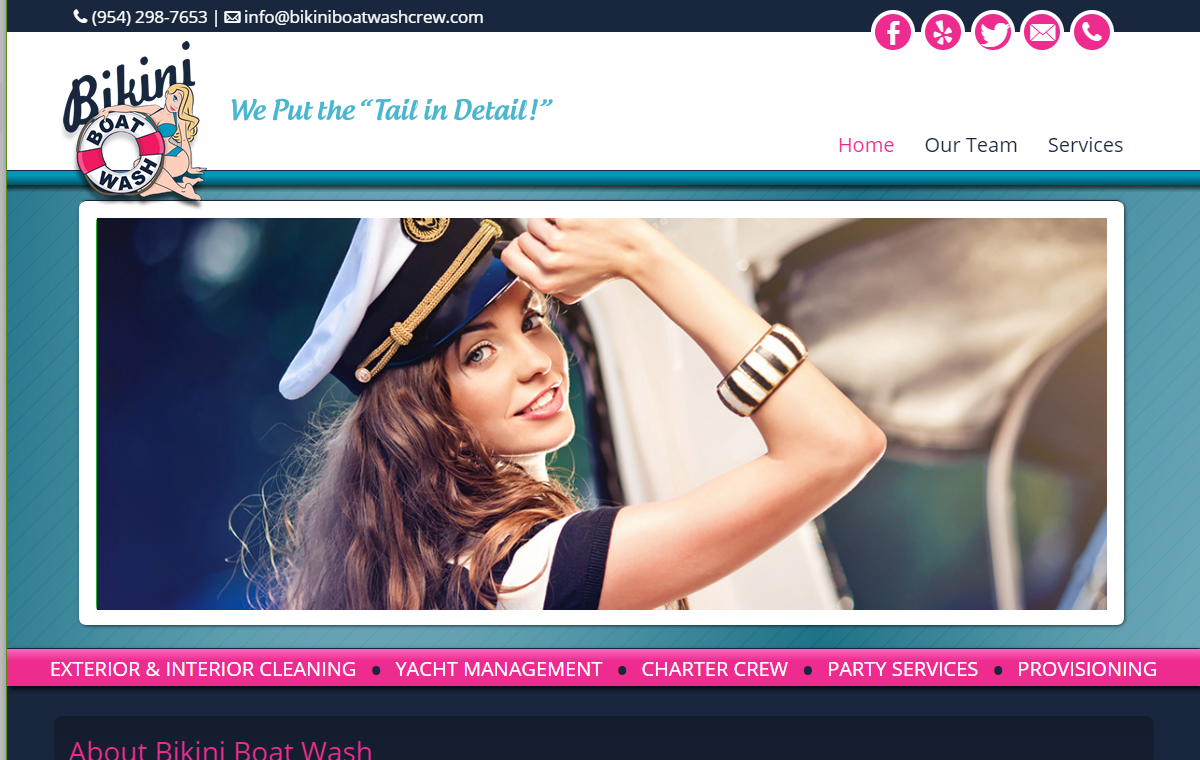 (954) 298-7653 | info@bikiniboatwashcrew.com
Bikini
BOAT
WASH
We Put the “Tail in Detail!”
Home Our Team Services
EXTERIOR & INTERIOR CLEANING • YACHT MANAGEMENT • CHARTER CREW • PARTY SERVICES • PROVISIONING
About Bikini Boat Wash